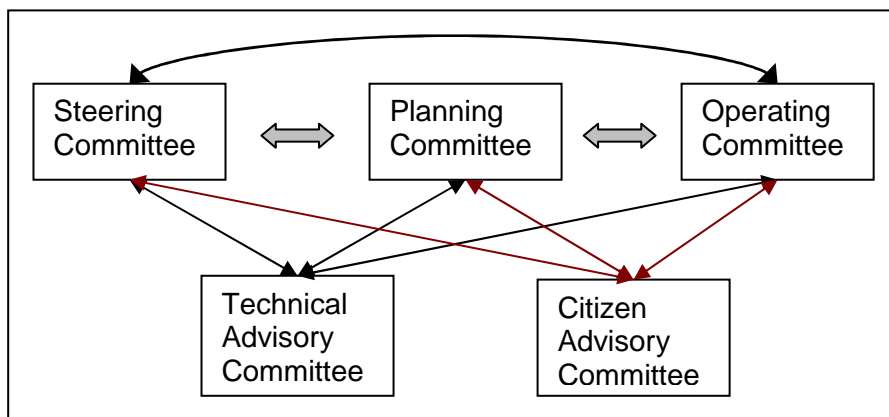 Steering
Committee
Planning
Committee
Operating
Committee
Technical
Advisory
Committee
Citizen
Advisory
Committee